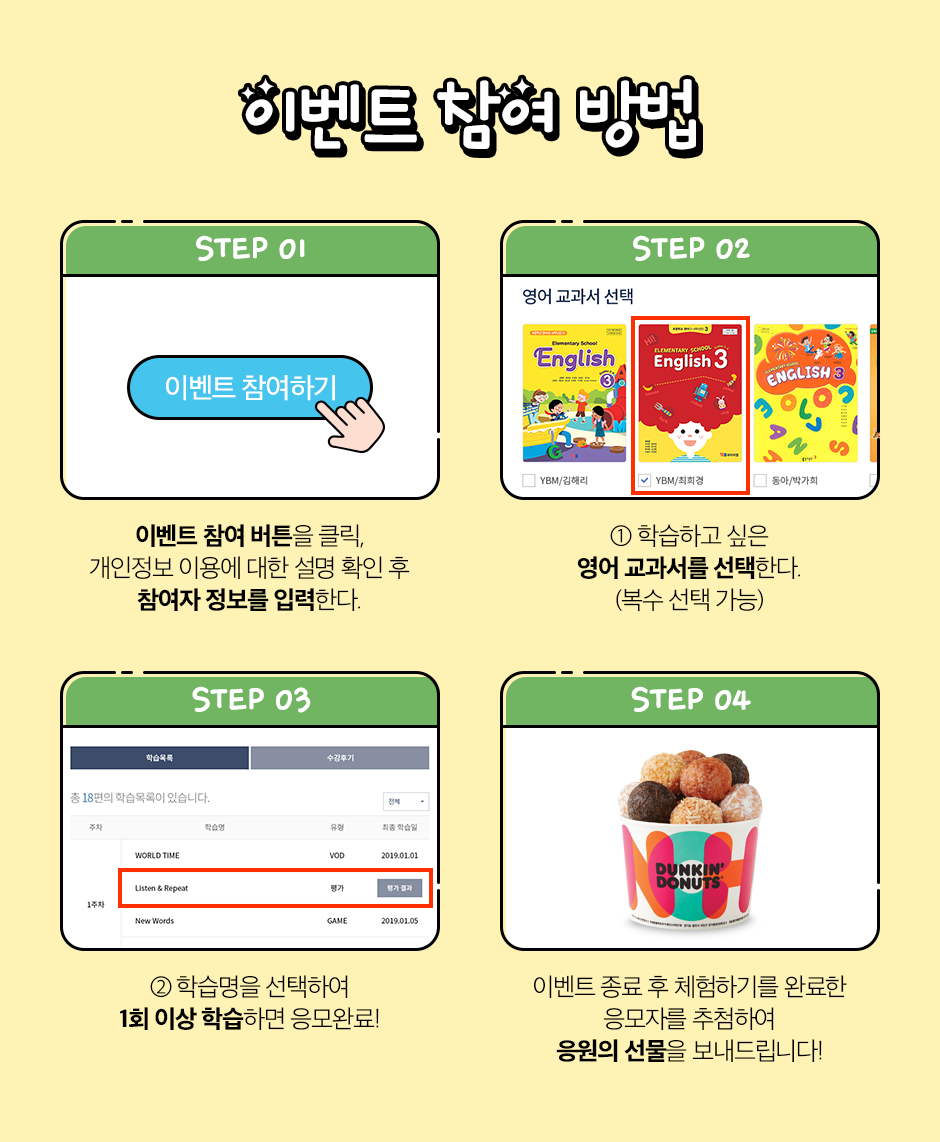 이벤트 참여 방법
STEP 01
이벤트 참여하기
이벤트 참여 버튼을 클릭,
개인정보 이용에 대한 설명 확인 후
참여자 정보를 입력한다.
STEP 02
영어 교과서 선택
Elementary School
English
3
Hi!
ELEMENTARY SCHOOL
English 3
ELEMENTARY SCHOOL
ENGLISH 3
YBM/김해리
YBM/최희경
동아/박가희
① 학습하고 싶은
영어 교과서를 선택한다.
(복수 선택 가능)
STEP 03
학습목록 수강후기
총 18편의 학습목록이 있습니다.
전체
주차 학습명 유형 최종 학습일
WORLD TIME VOD 2019.01.01
1주차
Listen & Repeat 평가 평가 결과
New Words GAME 2019.01.05
② 학습명을 선택하여
1회 이상 학습하면 응모완료!
STEP 04
DUNKIN'
DONUTS
이벤트 종료 후 체험하기를 완료한
응모자를 추첨하여
응원의 선물을 보내드립니다!